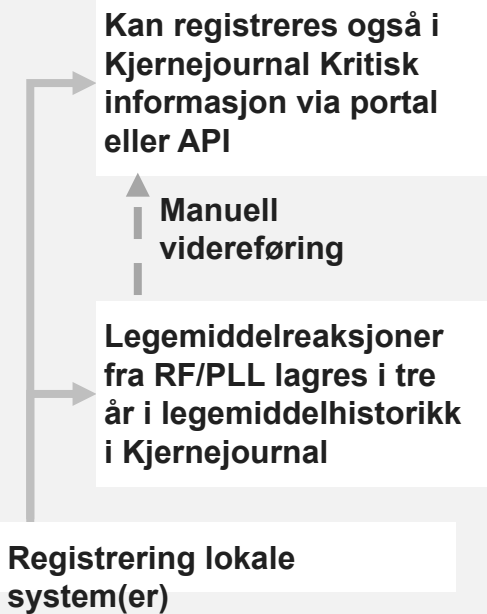 Kan registreres også i
Kjernejournal Kritisk
informasjon via portal
eller API
Manuell
videreføring
Legemiddelreaksjoner
fra RF/PLL lagres i tre
år i legemiddelhistorikk
i Kjernejournal
Registrering lokale
system(er)